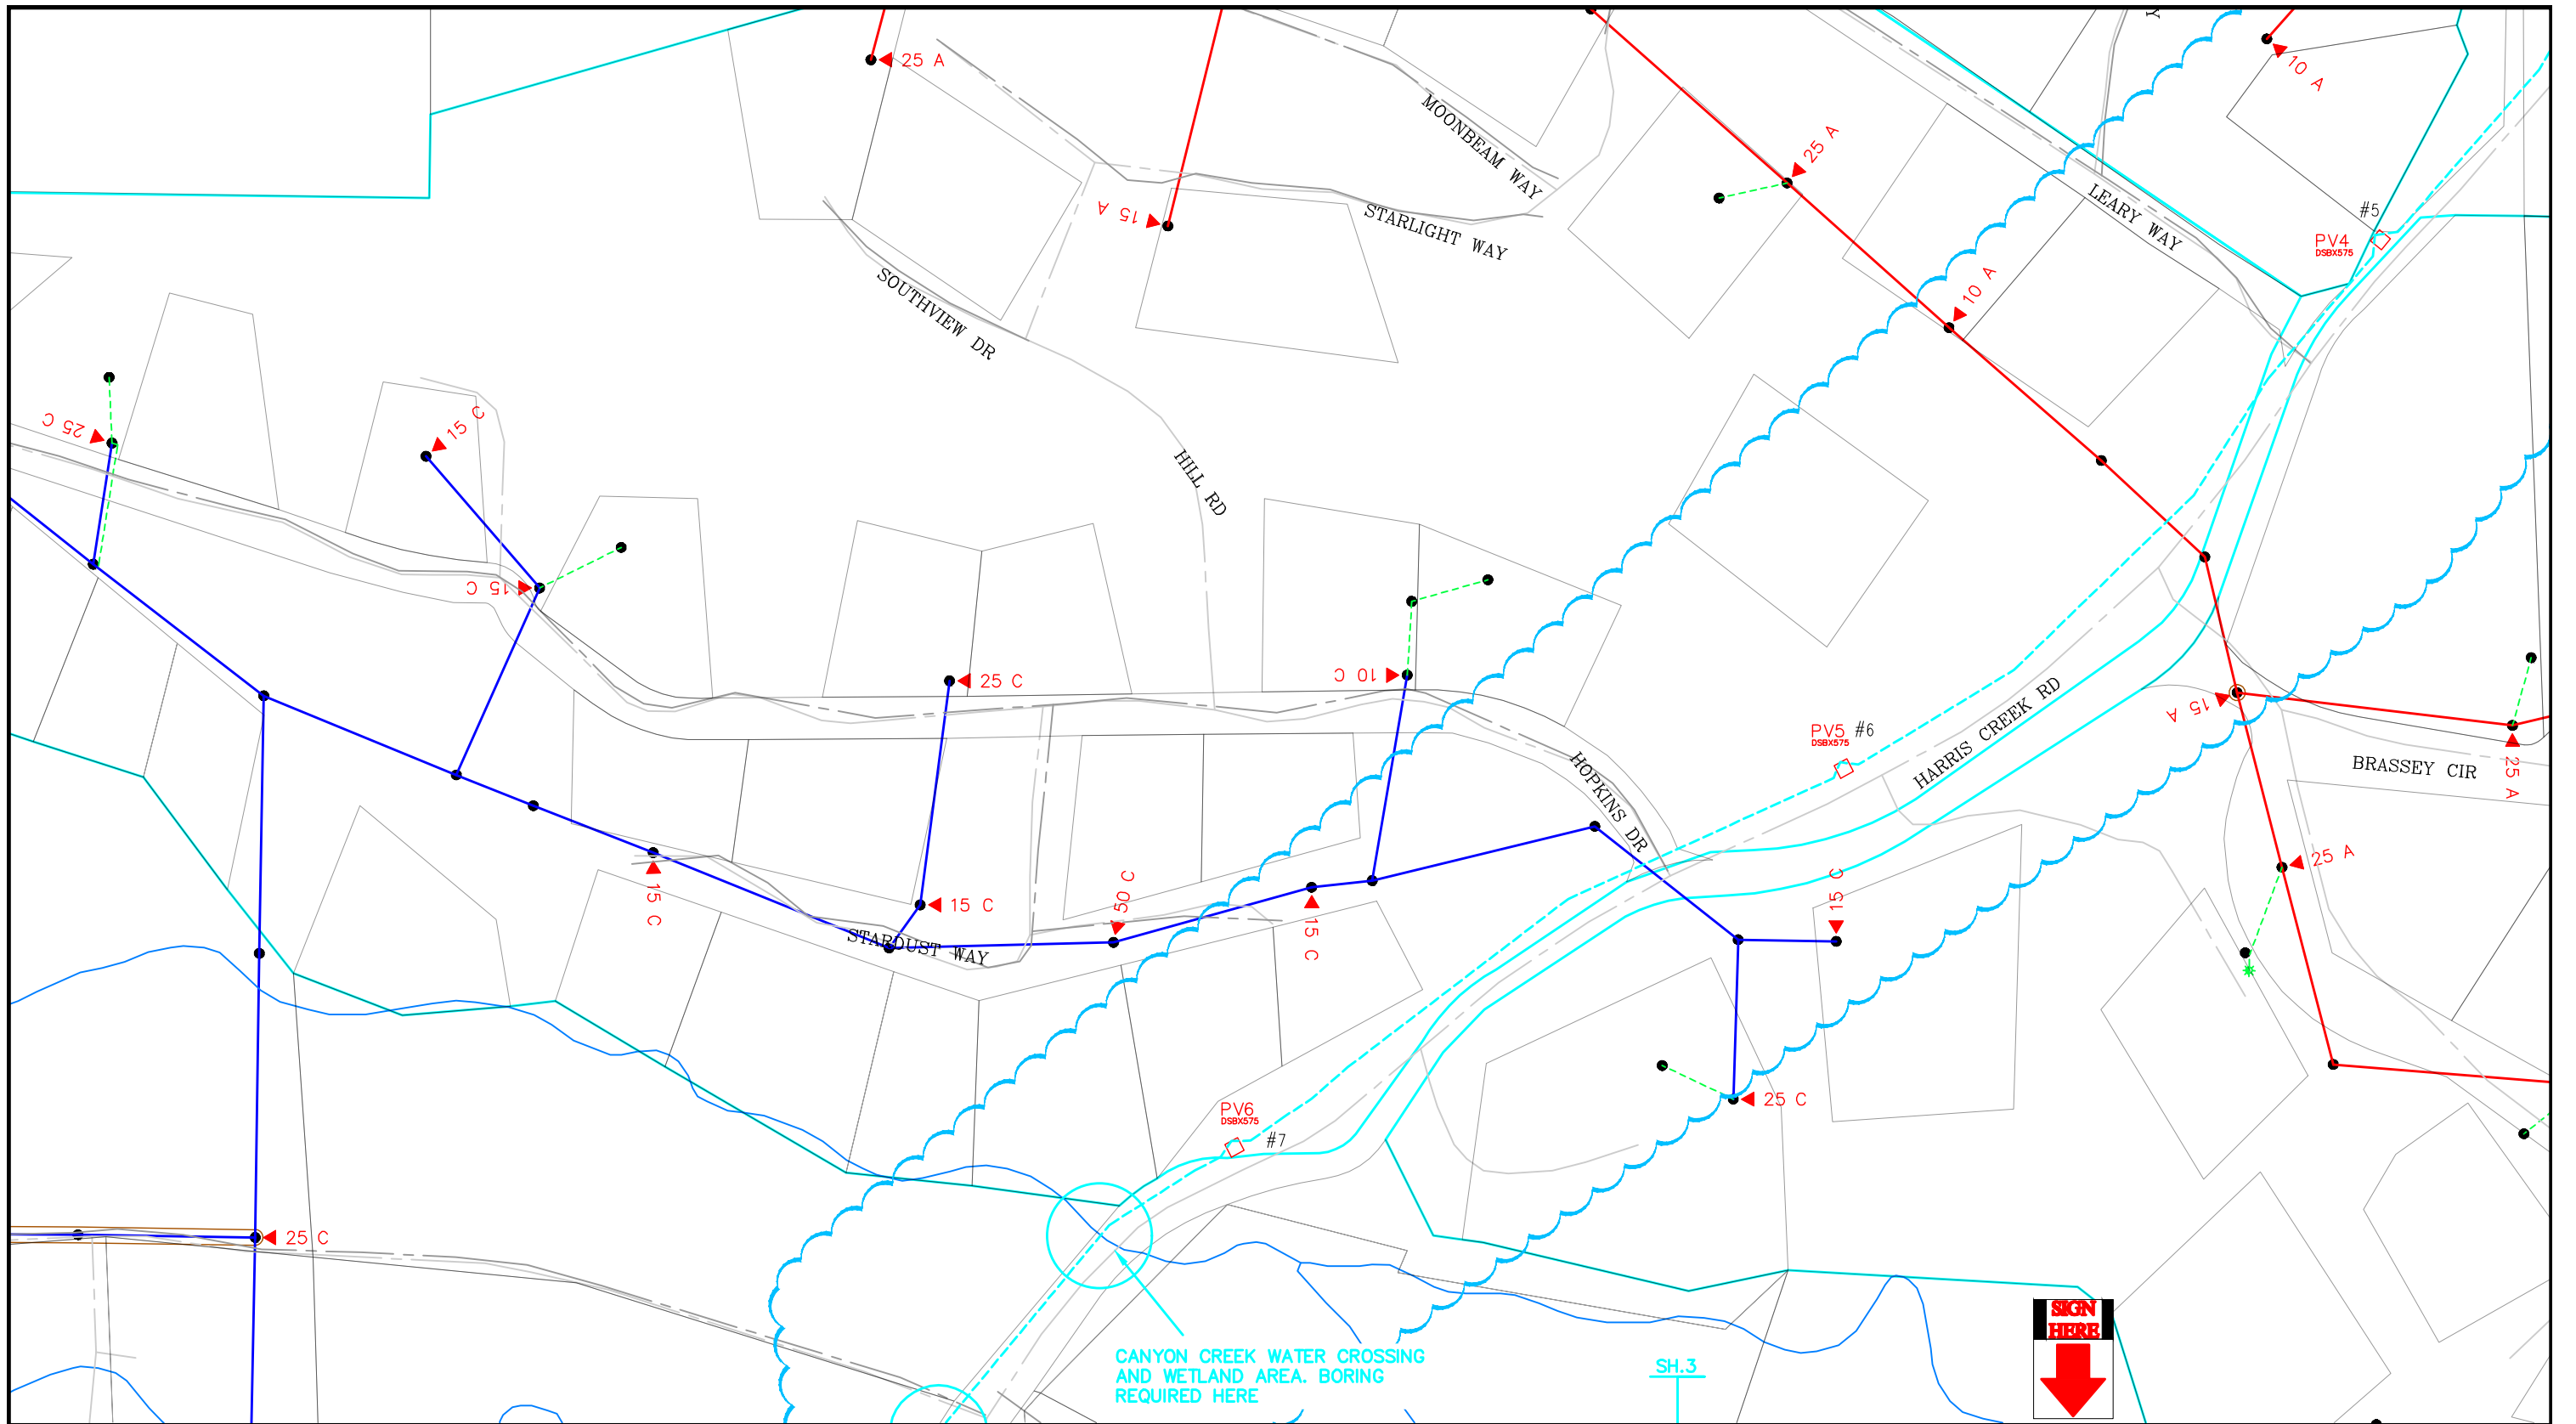 25 A
10 A
MOONBEAM WAY
25 A
15 A
STARLIGHT WAY
LEARY WAY
#5
PV4
DSBX575
SOUTHVIEW DR
10 A
25 C
15 C
HILL RD
15 C
25 C
10 C
HARRIS CREEK RD
15 A
PV5 #6
DSBX575
BRASSEY CIR
25 A
HOPKINS DR
25 A
15 C
15 C
50 C
15 C
15 C
STARDUST WAY
PV6
DSBX575
#7
25 C
25 C
CANYON CREEK WATER CROSSING
AND WETLAND AREA. BORING
REQUIRED HERE
SH.3
SIGN
HERE